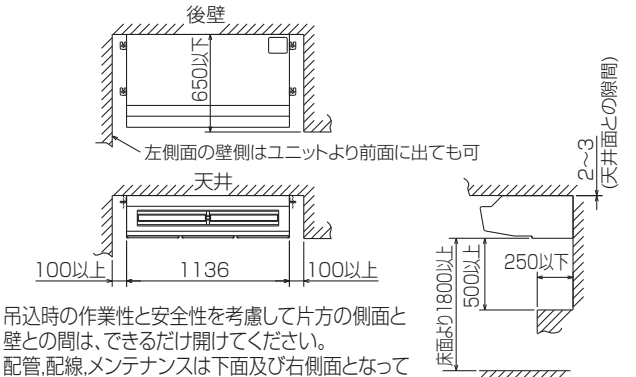 後壁
650以下
左側面の壁側はユニットより前面に出ても可
天井
100以上
1136
100以上
2〜3
(天井面との隙間)
床面より1800以上
500以上
250以下
吊込時の作業性と安全性を考慮して片方の側面と
壁との間は、できるだけ開けてください。
配管,配線,メンテナンスは下面及び右側面となって